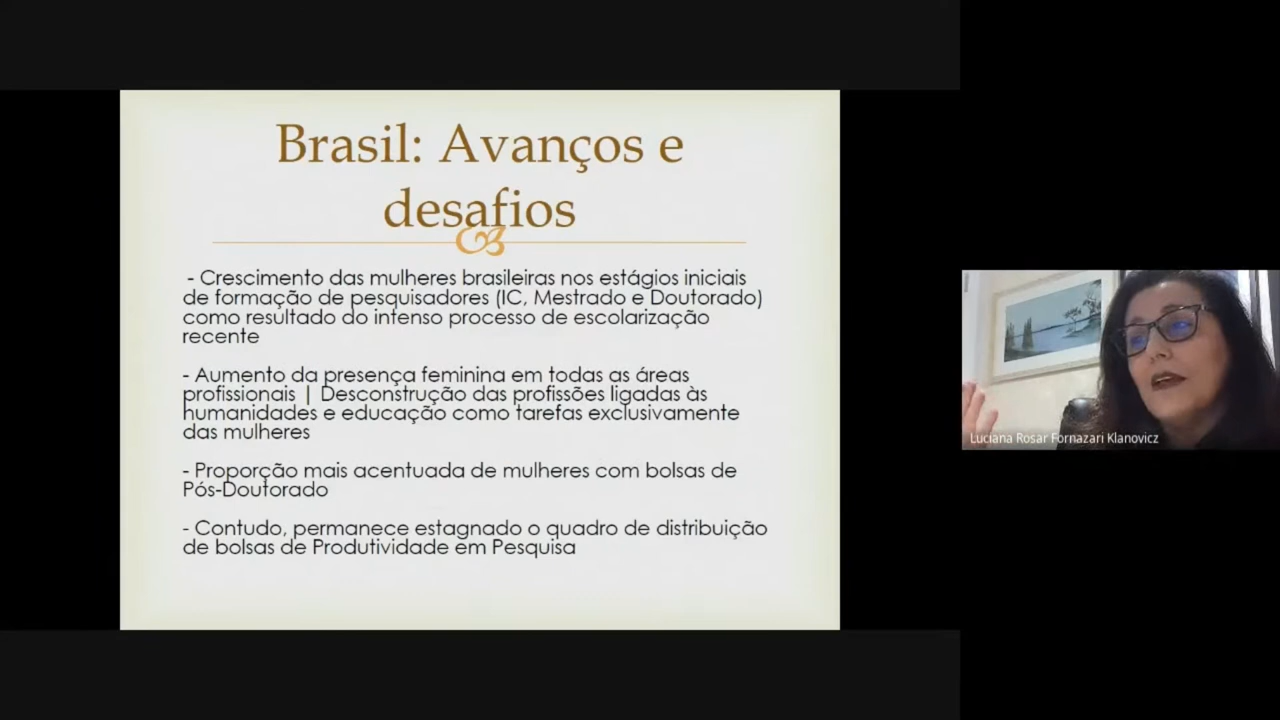 Brasil: Avanços e
desafios
- Crescimento das mulheres brasileiras nos estágios iniciais
de formação de pesquisadores (IC, Mestrado e Doutorado)
como resultado do intenso processo de escolarização
recente
- Aumento da presença feminina em todas as áreas
profissionais | Desconstrução das profissões ligadas às
humanidades e educação como tarefas exclusivamente
das mulheres
- Proporção mais acentuada de mulheres com bolsas de
Pós-Doutorado
- Contudo, permanece estagnado o quadro de distribuição
de bolsas de Produtividade em Pesquisa
Luciana Rosar Fornazari Klanovicz